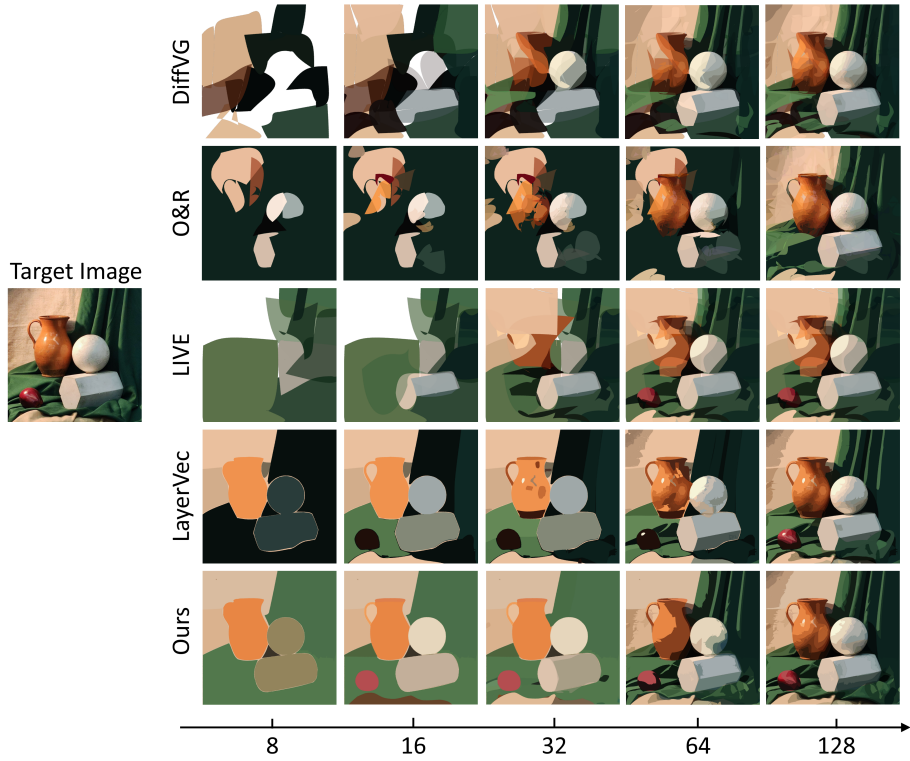 DiffVG
O&R
Target Image
LIVE
LayerVec
Ours
8
16
32
64
128